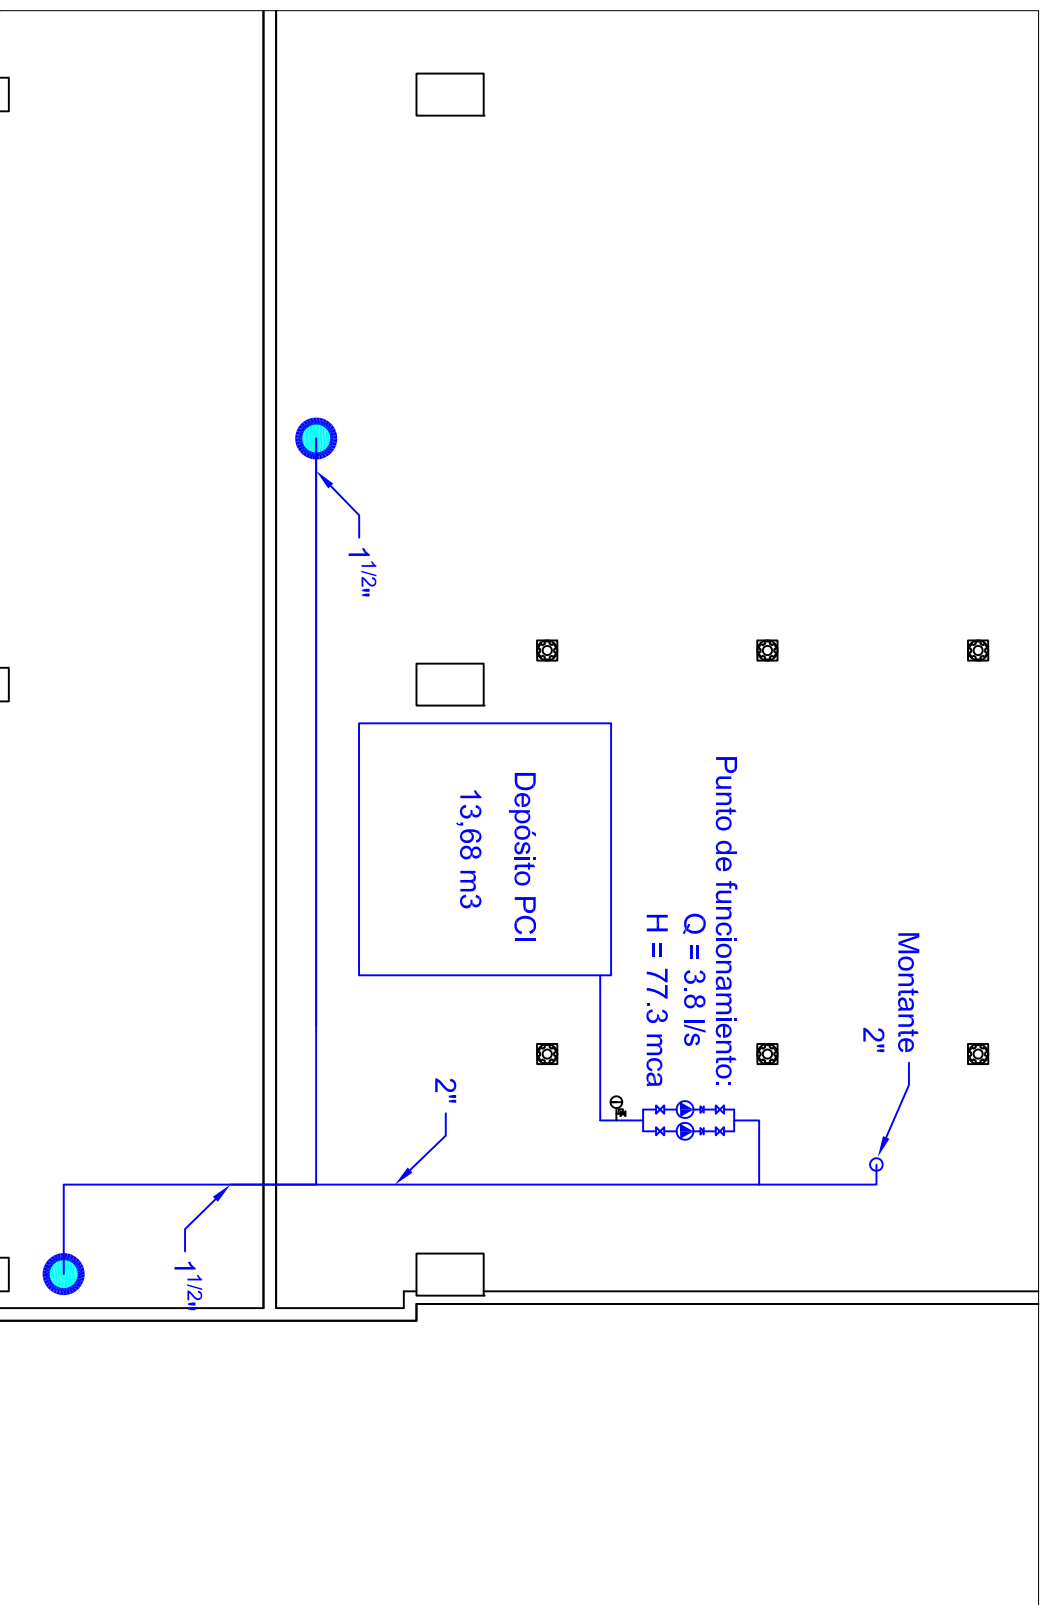 Montante
2"
Punto de funcionamiento:
Q = 3.8 l/s
H = 77.3 mca
Depósito PCI
13,68 m3
2"
1 1/2"
1 1/2"